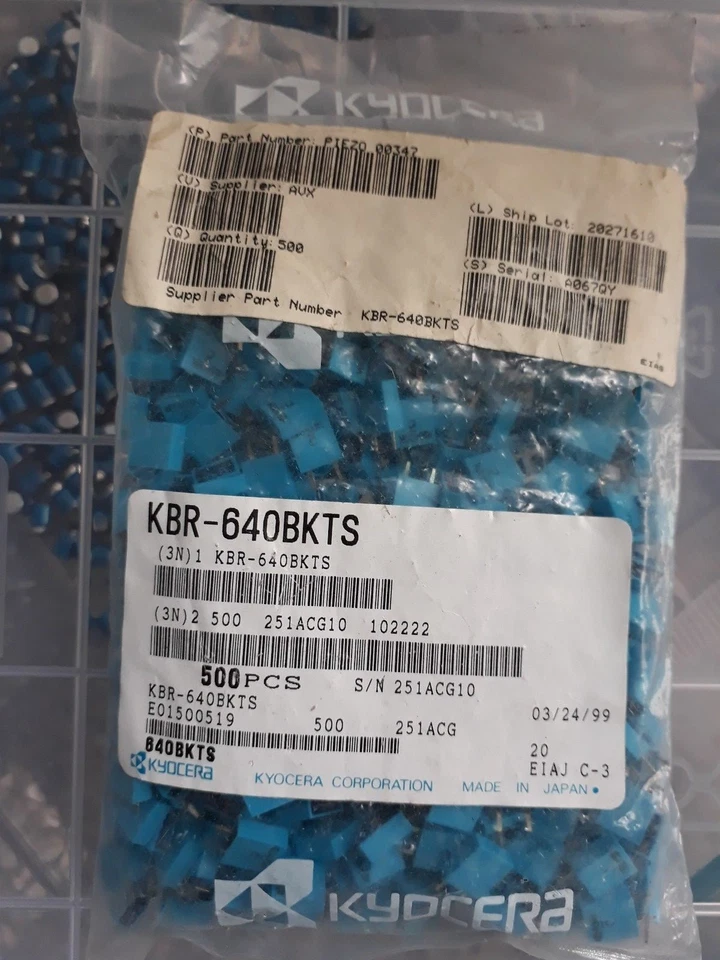 KYOCERA
(P) Part Number: PIEZO 00347
(V) Supplier: AVX
(Q) Quantity: 500
(L) Ship Lot: 20271610
(S) Serial: A067QY
Supplier Part Number KBR-640BKTS
EIA8
KBR-640BKTS
(3N)1 KBR-640BKTS
(3N)2 500 251ACG10 102222
500PCS S/N 251ACG10
KBR-640BKTS
E01500519 500 251ACG
03/24/99
640BKTS
20
EIAJ C-3
KYOCERA KYOCERA CORPORATION MADE IN JAPAN
KYOCERA